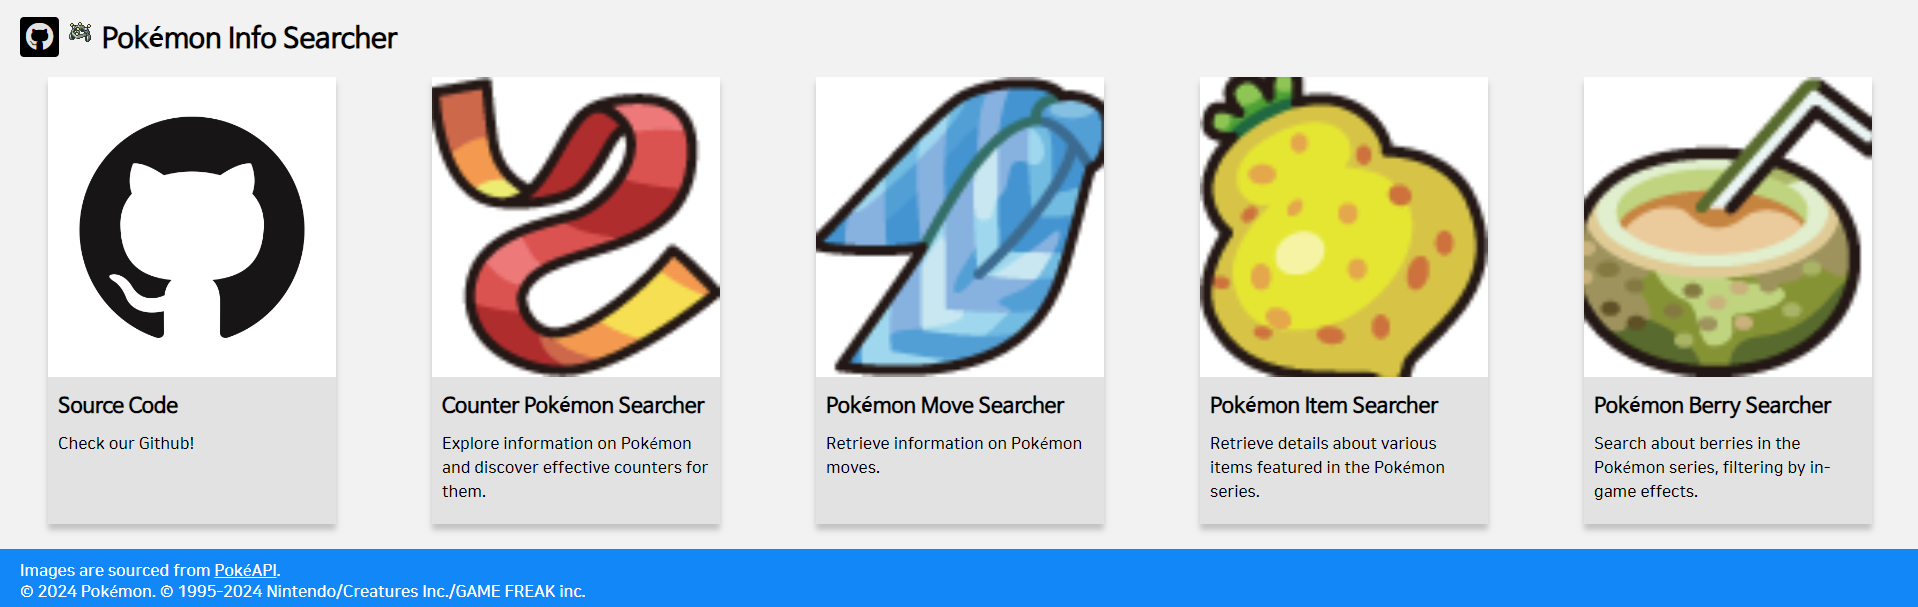 Pokémon Info Searcher
Source Code
Check our Github!
Counter Pokémon Searcher
Explore information on Pokémon
and discover effective counters for
them.
Pokémon Move Searcher
Retrieve information on Pokémon
moves.
Pokémon Item Searcher
Retrieve details about various
items featured in the Pokémon
series.
Pokémon Berry Searcher
Search about berries in the
Pokémon series, filtering by in-
game effects.
Images are sourced from PokéAPI.
© 2024 Pokémon. © 1995-2024 Nintendo/Creatures Inc./GAME FREAK inc.